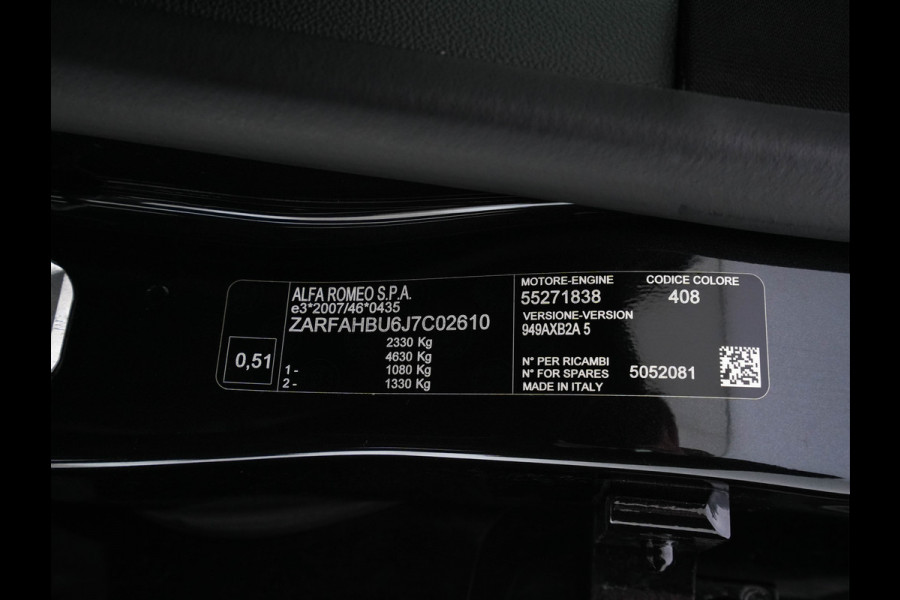 ALFA ROMEO S.P.A.
e3*2007/46*0435
ZARFAHBU6J7C02610
2330 Kg
4630 Kg
1- 1080 Kg
2- 1330 Kg
0,51
MOTORE-ENGINE CODICE COLORE
55271838 408
VERSIONE-VERSION
949AXB2A 5
N° PER RICAMBI
N° FOR SPARES 5052081
MADE IN ITALY